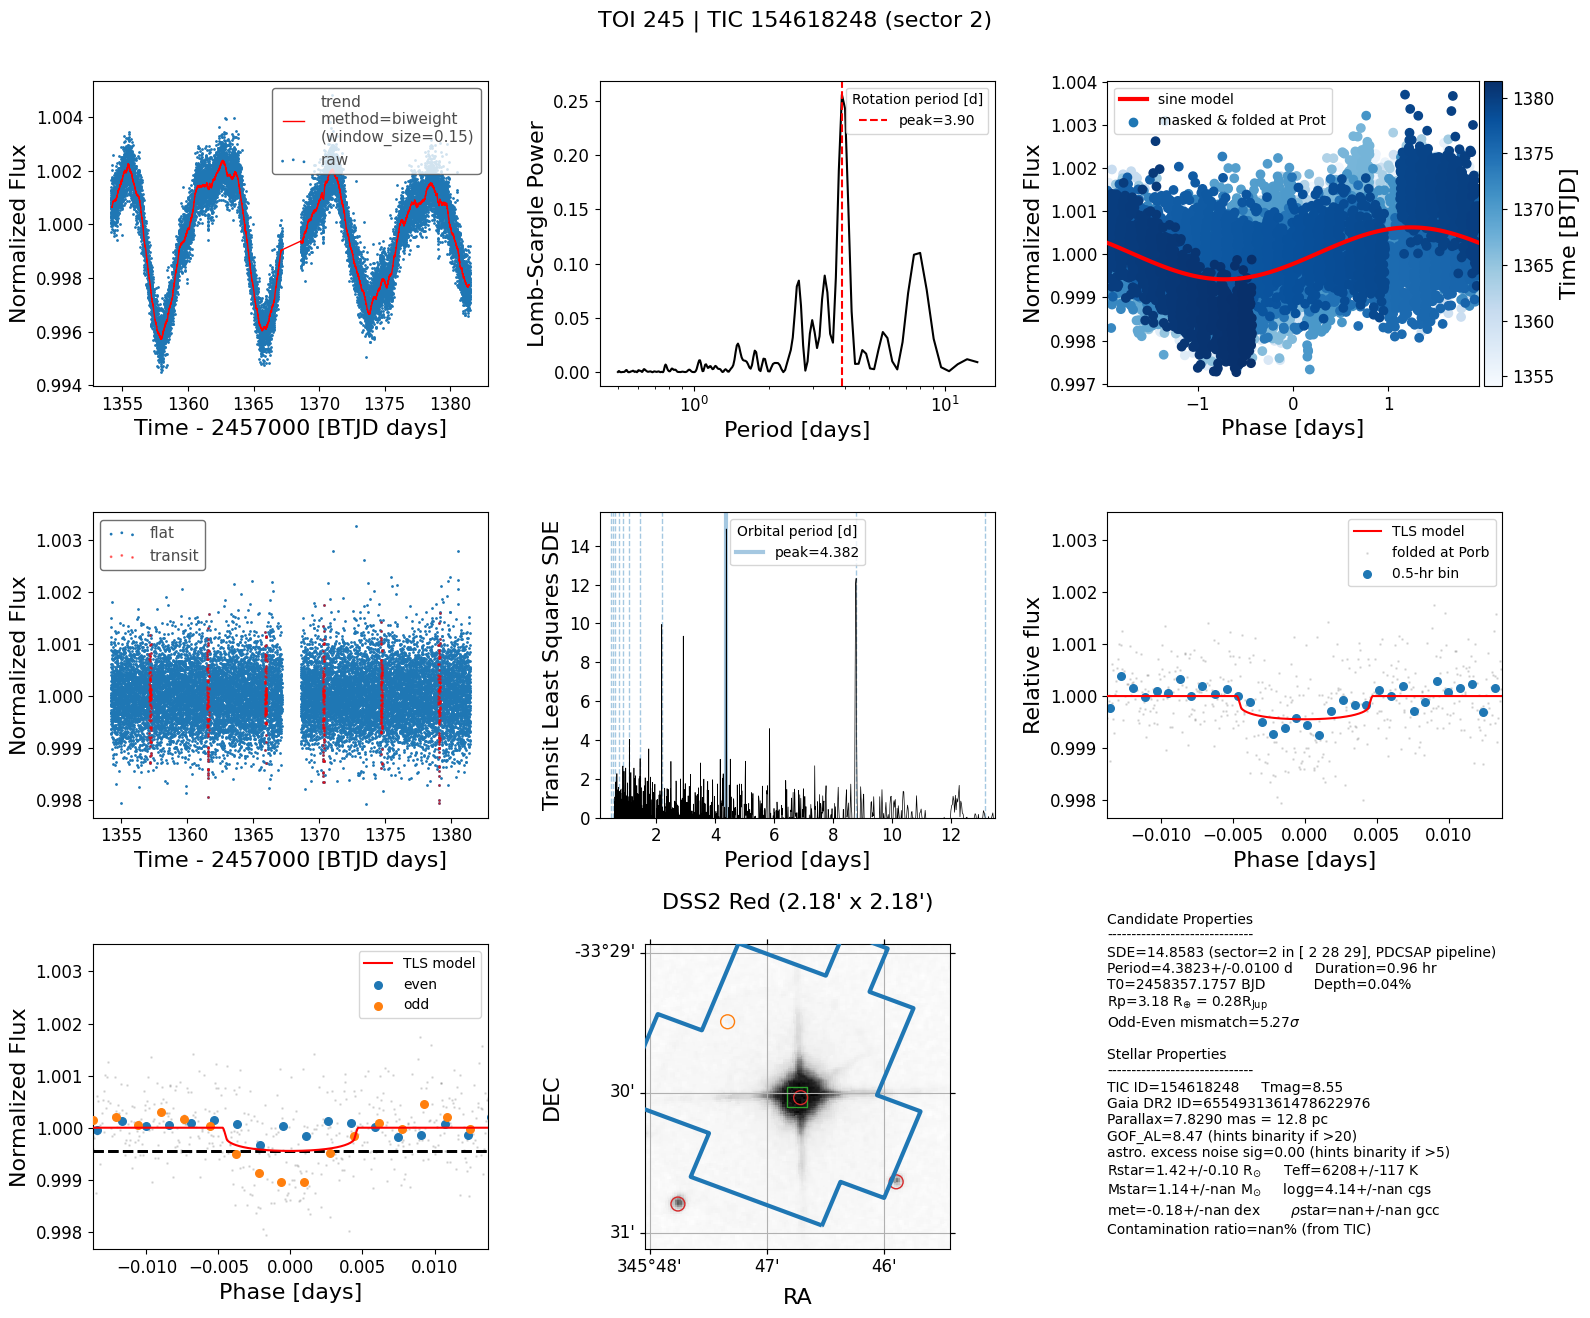 TOI 245 | TIC 154618248 (sector 2)
Normalized Flux
1.004
1.002
1.000
0.998
0.996
0.994
trend
method=biweight
(window_size=0.15)
raw
1355 1360 1365 1370 1375 1380
Time - 2457000 [BTJD days]
Lomb-Scargle Power
0.25
0.20
0.15
0.10
0.05
0.00
Rotation period [d]
peak=3.90
10^0 10^1
Period [days]
Normalized Flux
1.004
1.003
1.002
1.001
1.000
0.999
0.998
0.997
sine model
masked & folded at Prot
−1 0 1
Phase [days]
1380
1375
1370
1365
1360
1355
Time [BTJD]
Normalized Flux
1.003
1.002
1.001
1.000
0.999
0.998
flat
transit
1355 1360 1365 1370 1375 1380
Time - 2457000 [BTJD days]
Transit Least Squares SDE
14
12
10
8
6
4
2
0
Orbital period [d]
peak=4.382
2 4 6 8 10 12
Period [days]
Relative flux
1.003
1.002
1.001
1.000
0.999
0.998
TLS model
folded at Porb
0.5-hr bin
−0.010 −0.005 0.000 0.005 0.010
Phase [days]
Normalized Flux
1.003
1.002
1.001
1.000
0.999
0.998
TLS model
even
odd
−0.010 −0.005 0.000 0.005 0.010
Phase [days]
DSS2 Red (2.18' x 2.18')
DEC
-33°29'
30'
31'
345°48' 47' 46'
RA
Candidate Properties
------------------------------
SDE=14.8583 (sector=2 in [ 2 28 29], PDCSAP pipeline)
Period=4.3823+/-0.0100 d Duration=0.96 hr
T0=2458357.1757 BJD Depth=0.04%
Rp=3.18 R⊕ = 0.28RJup
Odd-Even mismatch=5.27σ
Stellar Properties
------------------------------
TIC ID=154618248 Tmag=8.55
Gaia DR2 ID=6554931361478622976
Parallax=7.8290 mas = 12.8 pc
GOF_AL=8.47 (hints binarity if >20)
astro. excess noise sig=0.00 (hints binarity if >5)
Rstar=1.42+/-0.10 R⊙ Teff=6208+/-117 K
Mstar=1.14+/-nan M⊙ logg=4.14+/-nan cgs
met=-0.18+/-nan dex ρstar=nan+/-nan gcc
Contamination ratio=nan% (from TIC)